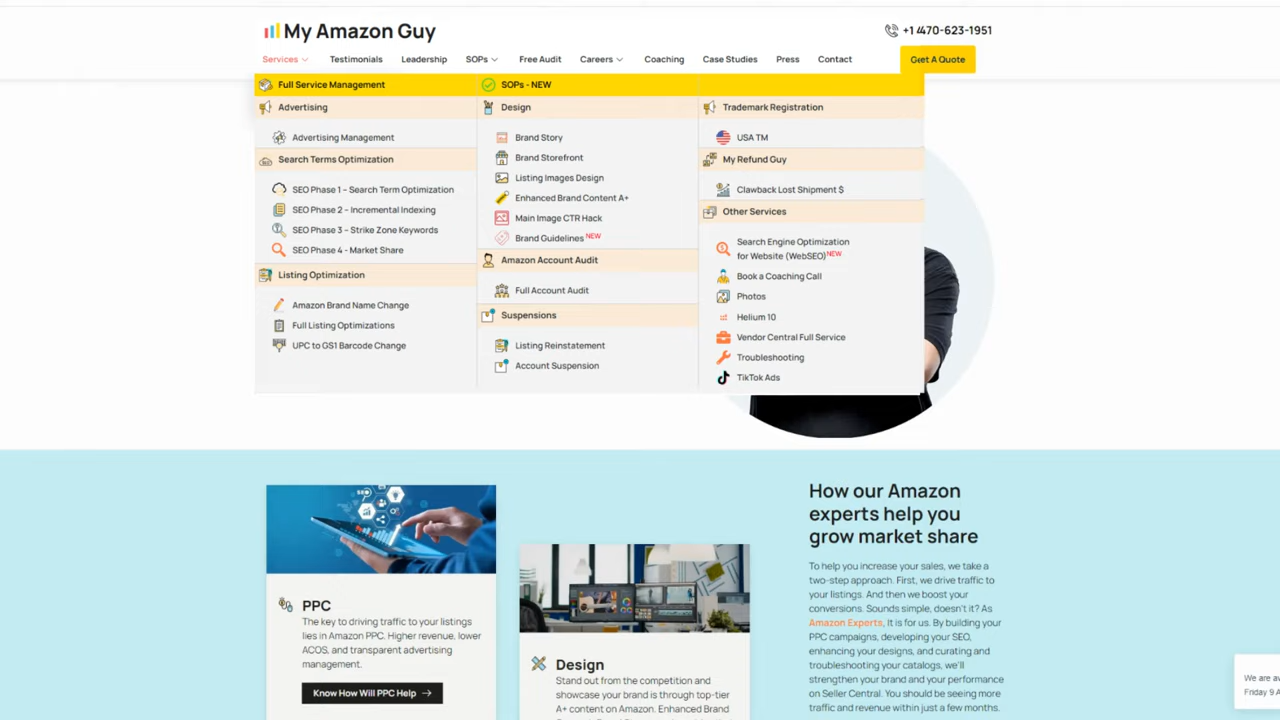 My Amazon Guy
+1 470-623-1951
Services
Testimonials
Leadership
SOPs
Free Audit
Careers
Coaching
Case Studies
Press
Contact
Get A Quote
Full Service Management
Advertising
Advertising Management
Search Terms Optimization
SEO Phase 1 – Search Term Optimization
SEO Phase 2 – Incremental Indexing
SEO Phase 3 – Strike Zone Keywords
SEO Phase 4 - Market Share
Listing Optimization
Amazon Brand Name Change
Full Listing Optimizations
UPC to GS1 Barcode Change
SOPs - NEW
Design
Brand Story
Brand Storefront
Listing Images Design
Enhanced Brand Content A+
Main Image CTR Hack
Brand Guidelines NEW
Amazon Account Audit
Full Account Audit
Suspensions
Listing Reinstatement
Account Suspension
Trademark Registration
USA TM
My Refund Guy
Clawback Lost Shipment $
Other Services
Search Engine Optimization
for Website (WebSEO) NEW
Book a Coaching Call
Photos
Helium 10
Vendor Central Full Service
Troubleshooting
TikTok Ads
PPC
The key to driving traffic to your listings
lies in Amazon PPC. Higher revenue, lower
ACOS, and transparent advertising
management.
Know How Will PPC Help →
Design
Stand out from the competition and
showcase your brand is through top-tier
A+ content on Amazon. Enhanced Brand
How our Amazon
experts help you
grow market share
To help you increase your sales, we take a
two-step approach. First, we drive traffic to
your listings. And then we boost your
conversions. Sounds simple, doesn't it? As
Amazon Experts, It is for us. By building your
PPC campaigns, developing your SEO,
enhancing your designs, and curating and
troubleshooting your catalogs, we'll
strengthen your brand and your performance
on Seller Central. You should be seeing more
traffic and revenue within just a few months.
We are av
Friday 9 A